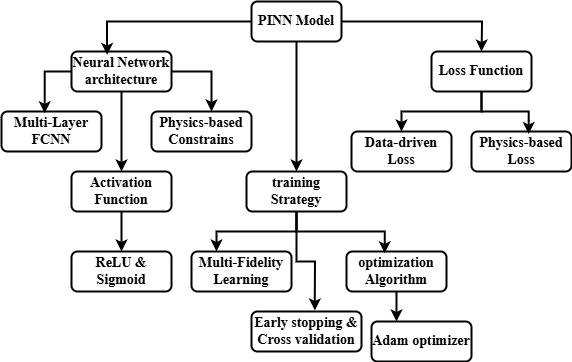 PINN Model
Neural Network
architecture
Loss Function
Multi-Layer
FCNN
Physics-based
Constrains
Data-driven
Loss
Physics-based
Loss
Activation
Function
training
Strategy
ReLU &
Sigmoid
Multi-Fidelity
Learning
optimization
Algorithm
Early stopping &
Cross validation
Adam optimizer